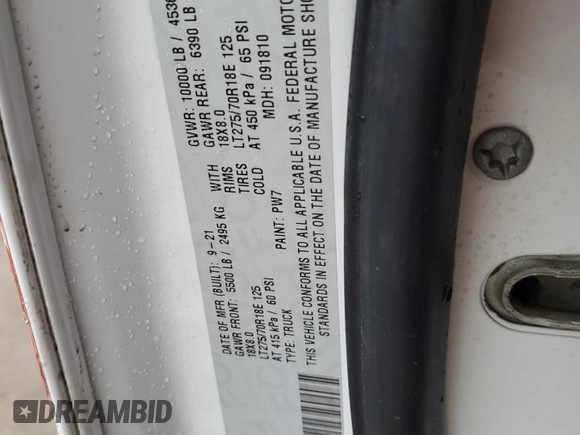 DATE OF MFR (BUILT): 9-21 GVWR: 10000 LB / 4536
GAWR FRONT: 5500 LB / 2495 KG WITH GAWR REAR: 6390 LB
18X8.0 RIMS 18X8.0
LT275/70R18E 125 TIRES LT275/70R18E 125
AT 415 kPa / 60 PSI COLD AT 450 kPa / 65 PSI
TYPE: TRUCK PAINT: PW7 MDH: 091810
THIS VEHICLE CONFORMS TO ALL APPLICABLE U.S.A. FEDERAL MOTO
STANDARDS IN EFFECT ON THE DATE OF MANUFACTURE SHO
DREAMBID